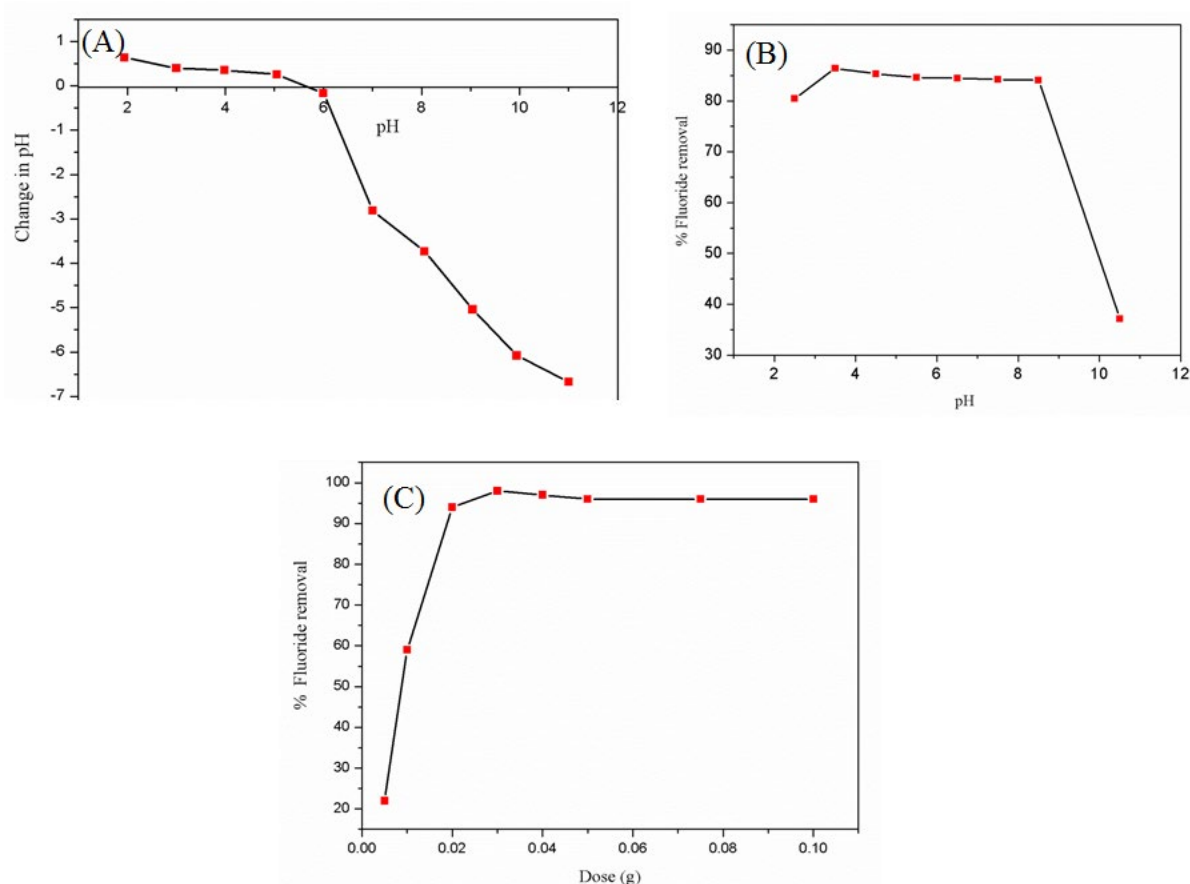 (A)
1
0
-1
-2
-3
-4
-5
-6
-7
2 4 6 8 10 12
pH
Change in pH
(B)
90
80
70
60
50
40
30
2 4 6 8 10 12
pH
% Fluoride removal
(C)
100
90
80
70
60
50
40
30
20
0.00 0.02 0.04 0.06 0.08 0.10
Dose (g)
% Fluoride removal